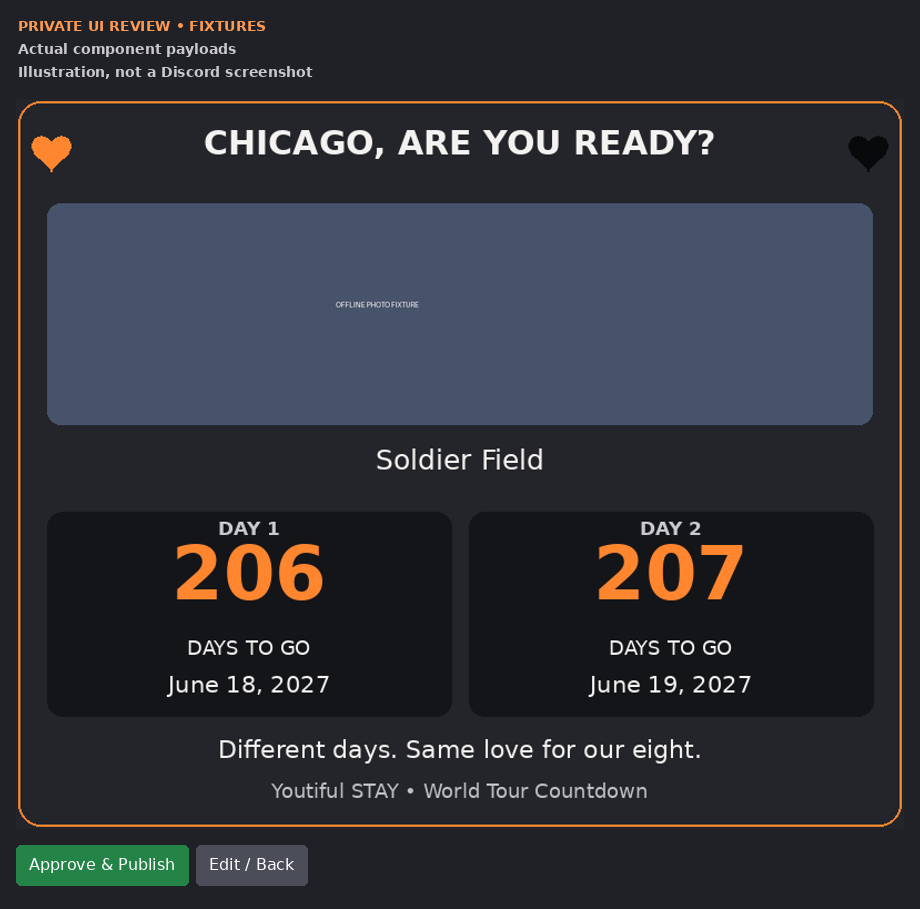 PRIVATE UI REVIEW • FIXTURES
Actual component payloads
Illustration, not a Discord screenshot
CHICAGO, ARE YOU READY?
OFFLINE PHOTO FIXTURE
Soldier Field
DAY 1
206
DAYS TO GO
June 18, 2027
DAY 2
207
DAYS TO GO
June 19, 2027
Different days. Same love for our eight.
Youtiful STAY • World Tour Countdown
Approve & Publish
Edit / Back